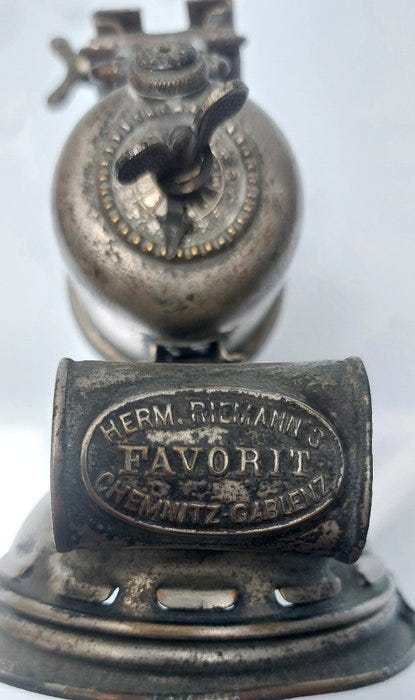 HERM. RIEMANN'S
FAVORIT
CHEMNITZ-GABLENZ